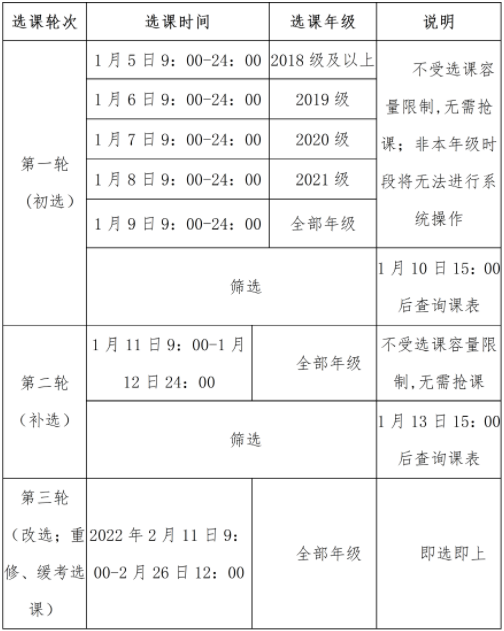 选课轮次 选课时间 选课年级 说明
第一轮
（初选）
1 月 5 日 9：00-24：00 2018 级及以上
1 月 6 日 9：00-24：00 2019 级
1 月 7 日 9：00-24：00 2020 级
1 月 8 日 9：00-24：00 2021 级
1 月 9 日 9：00-24：00 全部年级
不受选课容
量限制,无需抢
课；非本年级时
段将无法进行系
统操作
筛选
1 月 10 日 15：00
后查询课表
第二轮
（补选）
1 月 11 日 9：00-1 月
12 日 24：00
全部年级
不受选课容量限
制,无需抢课
筛选
1 月 13 日 15：00
后查询课表
第三轮
（改选；重
修、缓考选
课）
2022 年 2 月 11 日 9：
00-2 月 26 日 12：00
全部年级
即选即上